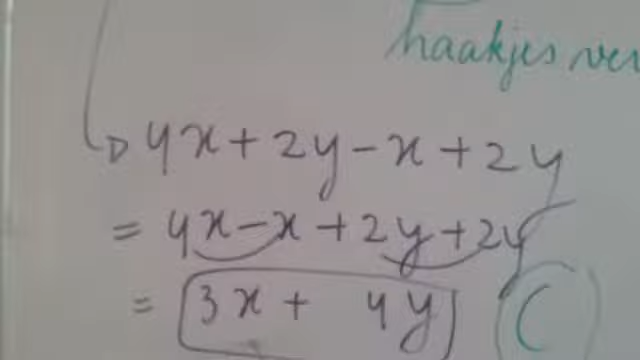 haakjes
4x + 2y - x + 2y
= 4x - x + 2y + 2y
= 3x + 4y
C